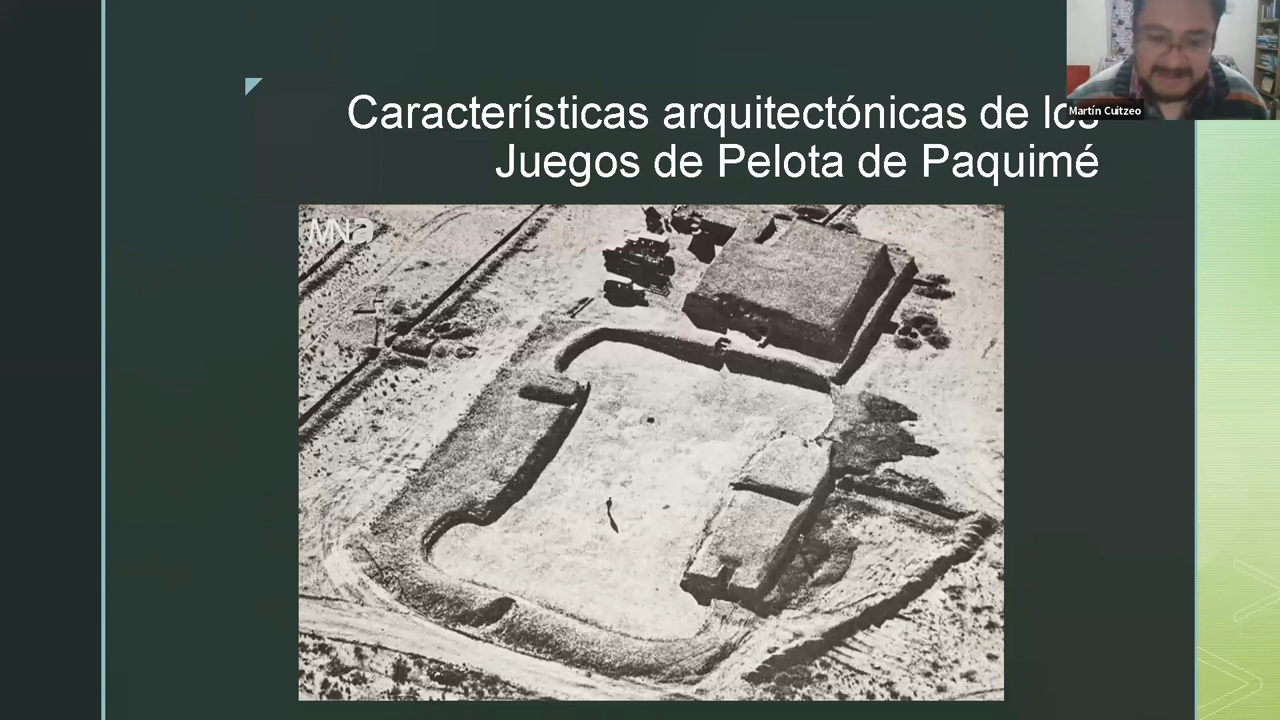 Características arquitectónicas de los
Juegos de Pelota de Paquimé
Martín Cuitzeo
MNa